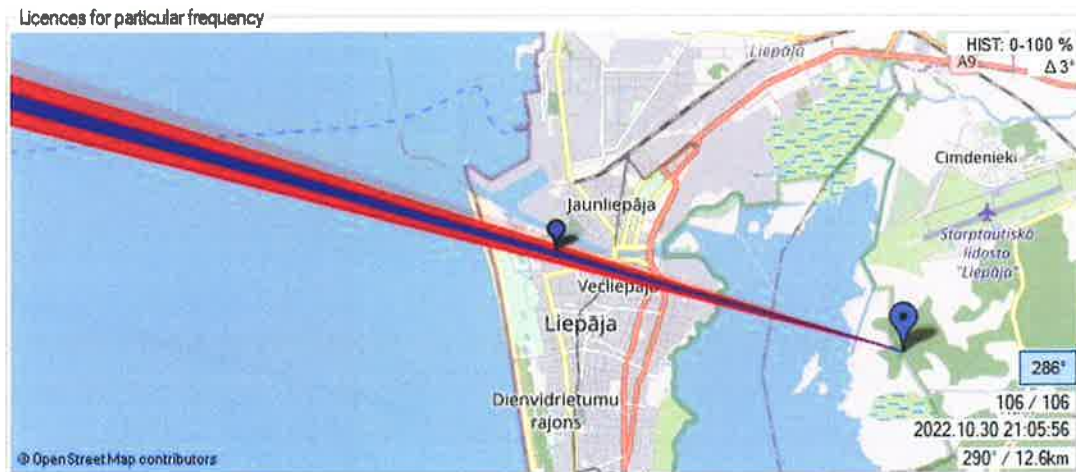 Licences for particular frequency
HIST: 0-100 %
Δ 3°
Liepāja
A9
Cimdenieki
Jaunliepāja
Starptautiskā
lidosta
"Liepāja"
Vecliepāja
Liepāja
286°
106 / 106
Dienvidrietumu
rajons
2022.10.30 21:05:56
290° / 12.6km
© OpenStreetMap contributors